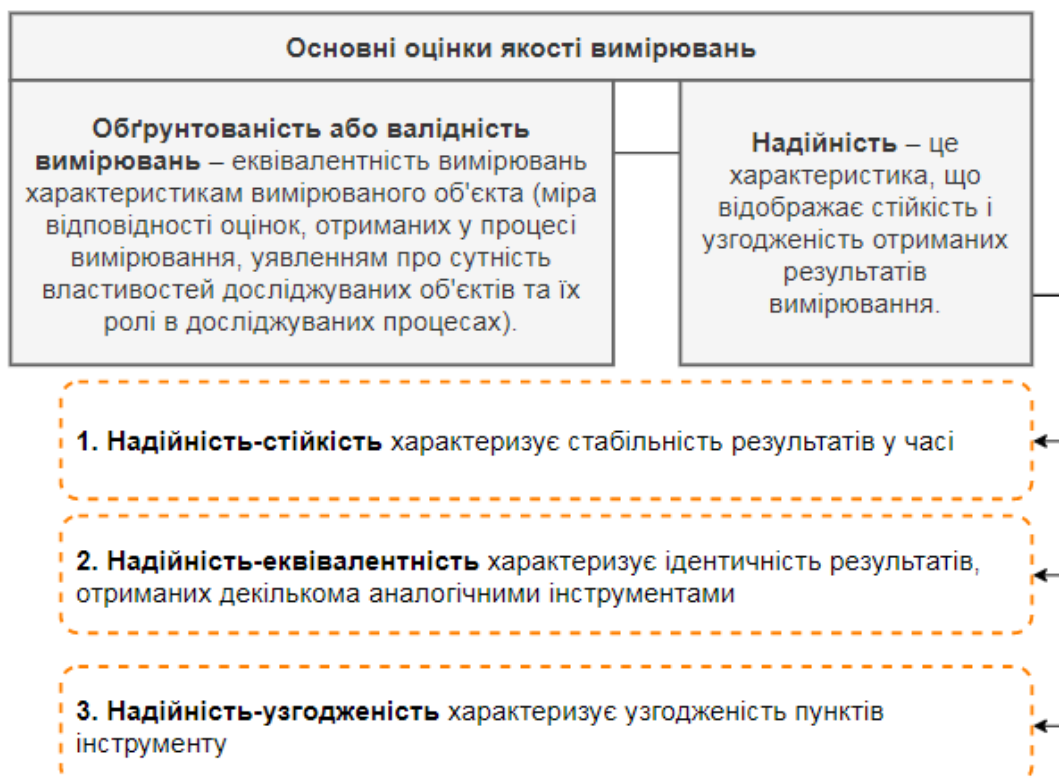 Основні оцінки якості вимірювань
Обґрунтованість або валідність
вимірювань – еквівалентність вимірювань
характеристикам вимірюваного об'єкта (міра
відповідності оцінок, отриманих у процесі
вимірювання, уявленням про сутність
властивостей досліджуваних об'єктів та їх
ролі в досліджуваних процесах).
Надійність – це
характеристика, що
відображає стійкість і
узгодженість отриманих
результатів
вимірювання.
1. Надійність-стійкість характеризує стабільність результатів у часі
2. Надійність-еквівалентність характеризує ідентичність результатів,
отриманих декількома аналогічними інструментами
3. Надійність-узгодженість характеризує узгодженість пунктів
інструменту